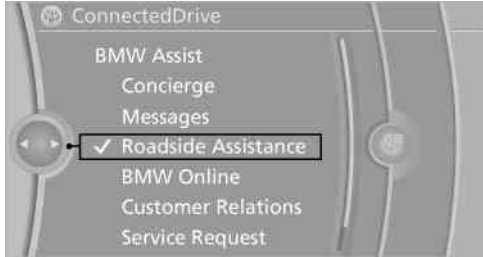 ConnectedDrive
BMW Assist
Concierge
Messages
Roadside Assistance
BMW Online
Customer Relations
Service Request